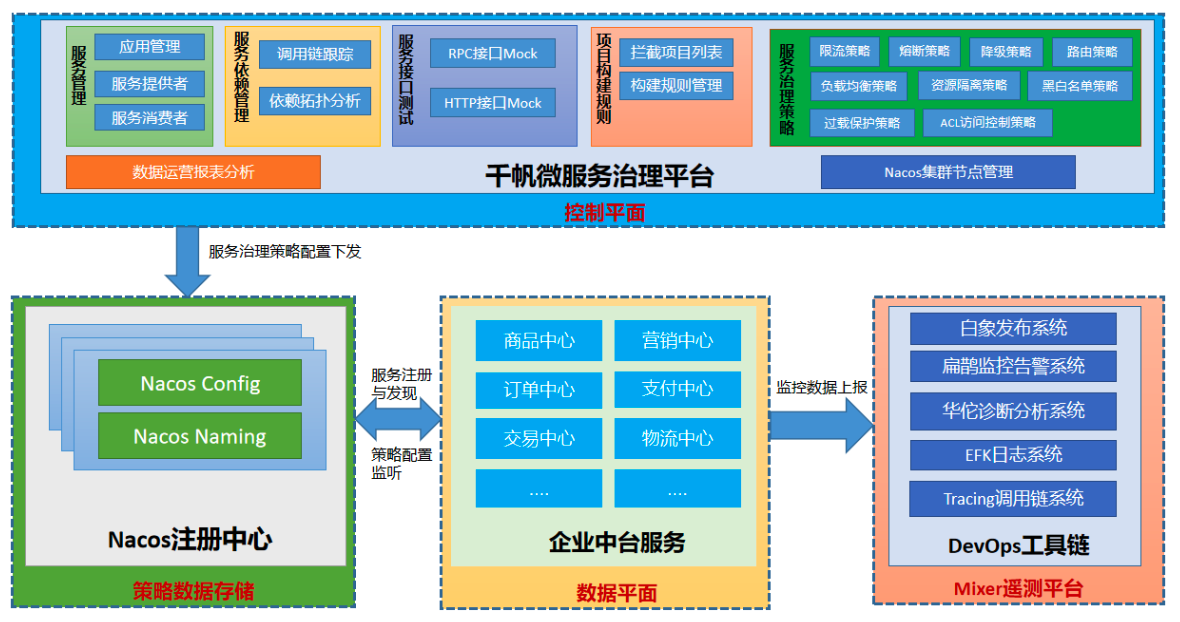 服务管理
应用管理
服务提供者
服务消费者
服务依赖管理
调用链跟踪
依赖拓扑分析
服务接口测试
RPC接口Mock
HTTP接口Mock
项目构建规则
拦截项目列表
构建规则管理
服务治理策略
限流策略
熔断策略
降级策略
路由策略
负载均衡策略
资源隔离策略
黑白名单策略
过载保护策略
ACL访问控制策略
数据运营报表分析
千帆微服务治理平台
Nacos集群节点管理
控制平面
服务治理策略配置下发
Nacos Config
Nacos Naming
Nacos注册中心
策略数据存储
服务注册
与发现
策略配置
监听
商品中心
营销中心
订单中心
支付中心
交易中心
物流中心
....
....
企业中台服务
数据平面
监控数据上报
白象发布系统
扁鹊监控告警系统
华佗诊断分析系统
EFK日志系统
Tracing调用链系统
DevOps工具链
Mixer遥测平台